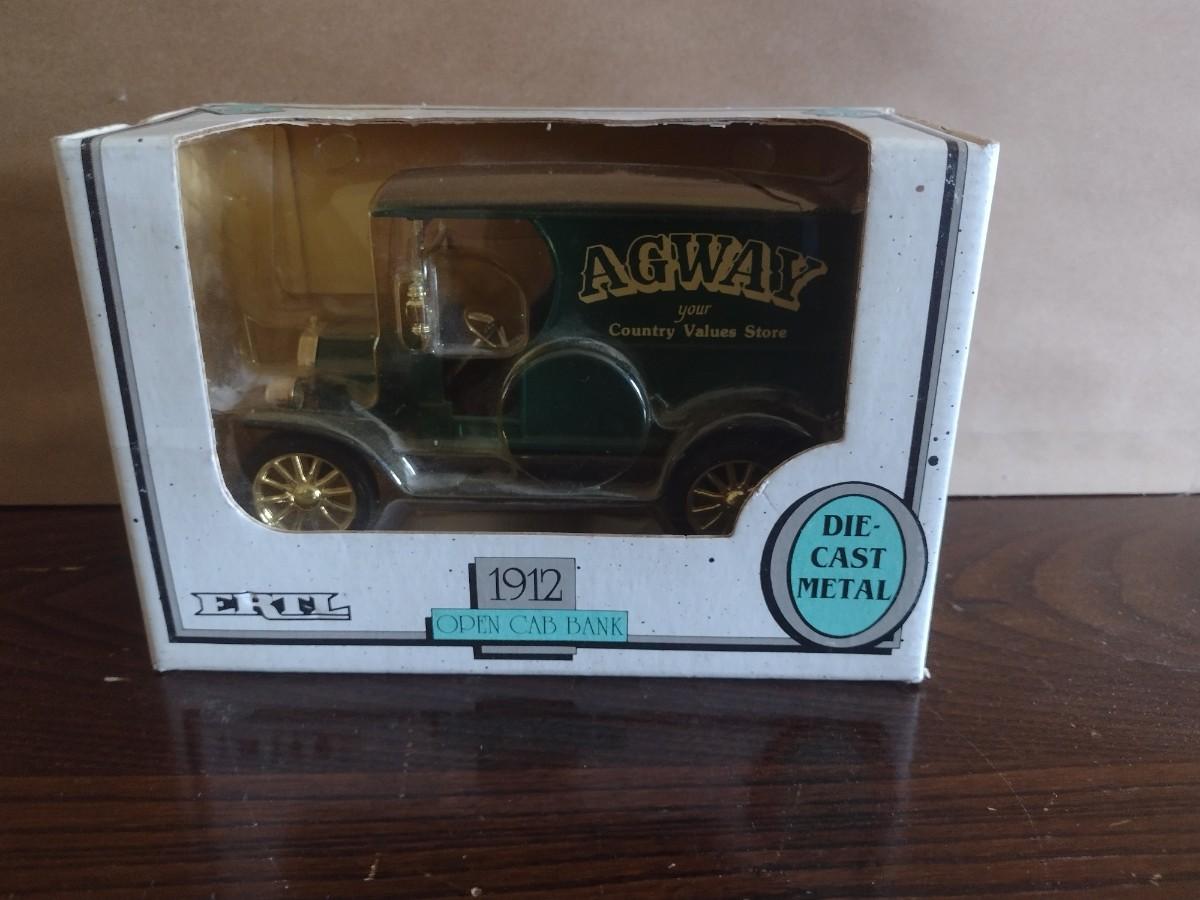 AGWAY
your
Country Values Store
ERTL
1912
OPEN CAB BANK
DIE-
CAST
METAL